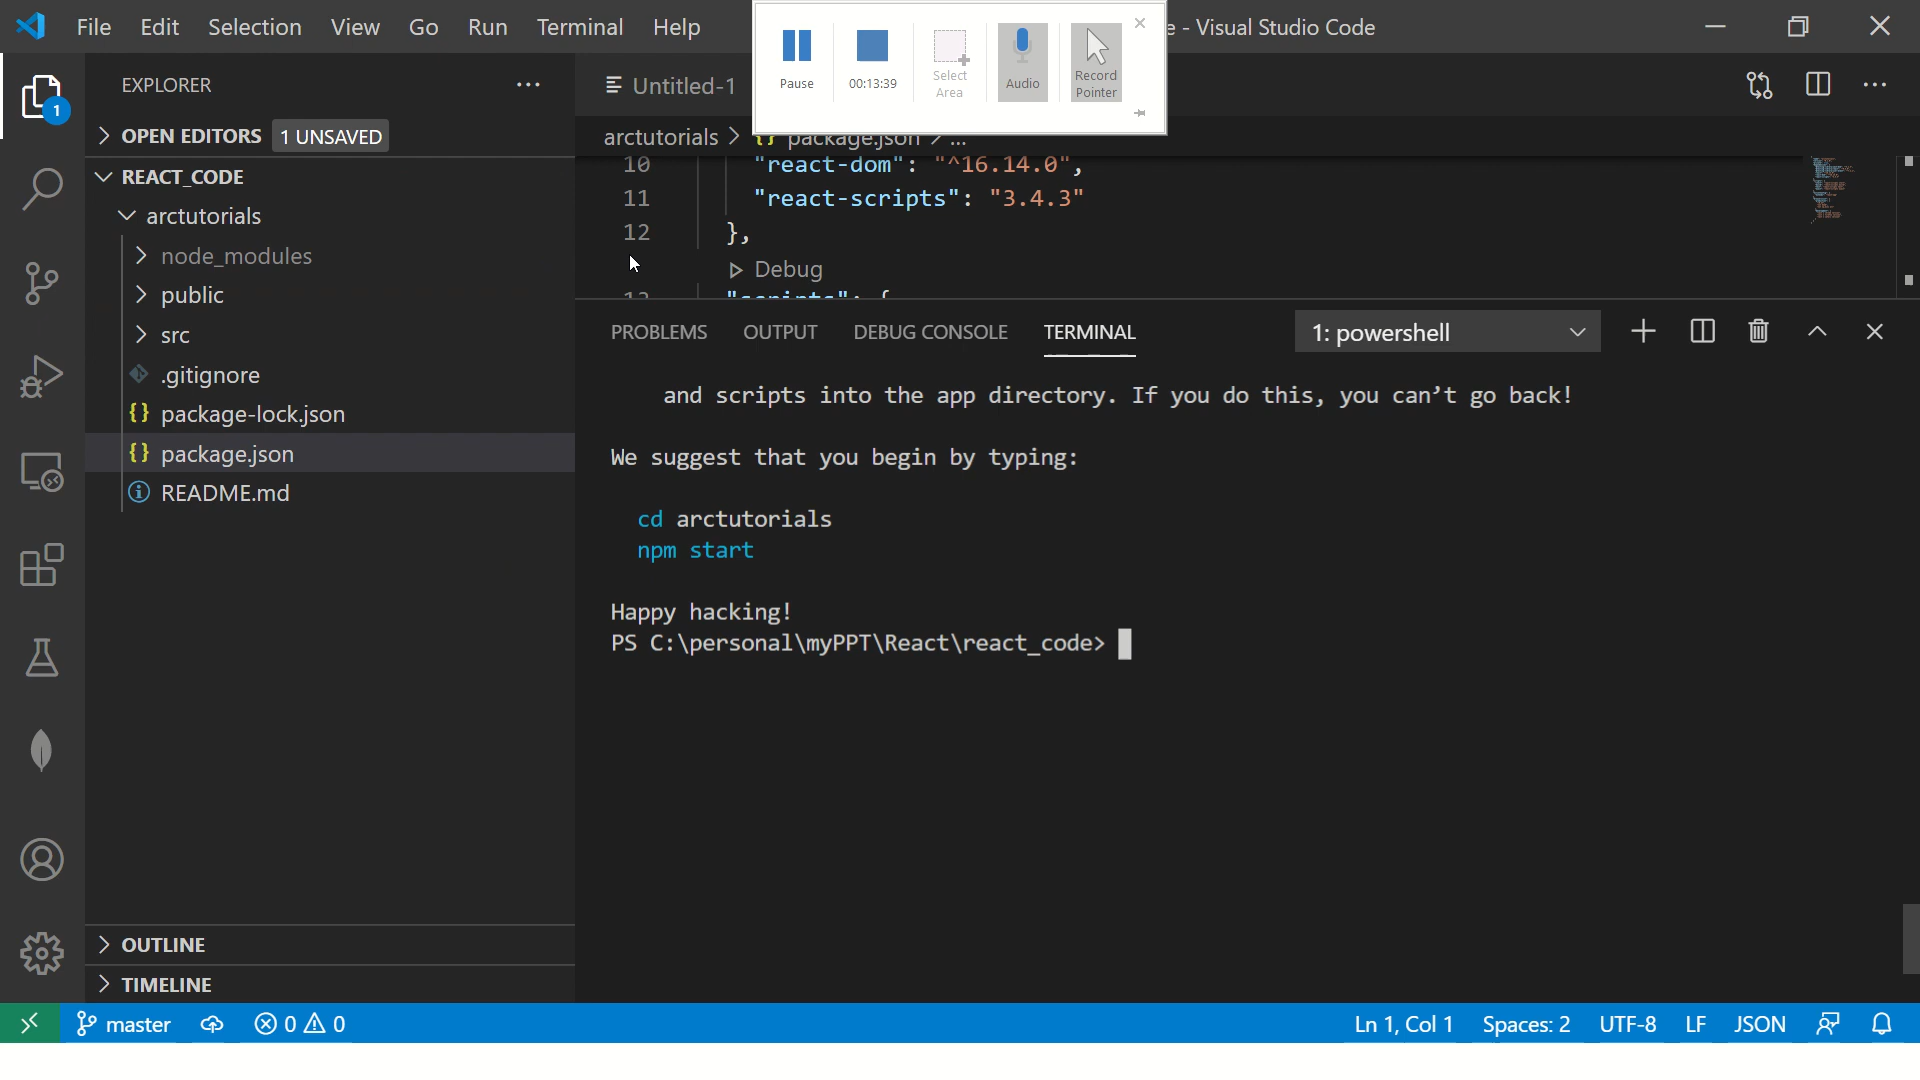 File Edit Selection View Go Run Terminal Help
e - Visual Studio Code
Pause
00:13:39
Select
Area
Audio
Record
Pointer
1
EXPLORER
OPEN EDITORS 1 UNSAVED
REACT_CODE
arctutorials
node_modules
public
src
.gitignore
package-lock.json
package.json
README.md
OUTLINE
TIMELINE
Untitled-1
arctutorials > {} package.json > ...
10 "react-dom": "^16.14.0",
11 "react-scripts": "3.4.3"
12 },
Debug
13 "scripts": {
PROBLEMS OUTPUT DEBUG CONSOLE TERMINAL
1: powershell
and scripts into the app directory. If you do this, you can’t go back!
We suggest that you begin by typing:
cd arctutorials
npm start
Happy hacking!
PS C:\personal\myPPT\React\react_code>
master 0 0
Ln 1, Col 1 Spaces: 2 UTF-8 LF JSON